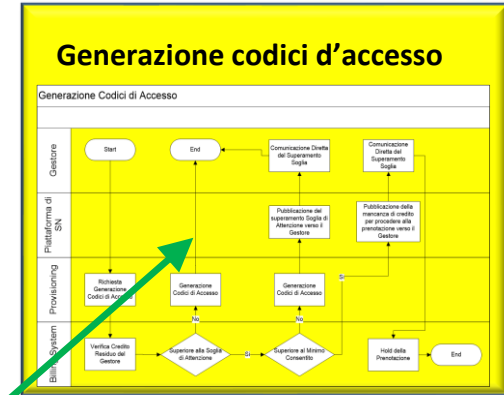 Generazione codici d'accesso
Generazione Codici di Accesso
Gestore
Start
End
Comunicazione Diretta
del Superamento
Soglia
Comunicazione
Diretta del
Superamento
Soglia
Piattaforma di
SN
Pubblicazione del
superamento Soglia di
Attenzione verso il
Gestore
Pubblicazione della
mancanza di credito
per procedere alla
prenotazione verso il
Gestore
Provisioning
Richiesta
Generazione
Codici di
Generazione
Codici di Accesso
Generazione
Codici di Accesso
Si
No
No
Billing System
Verifica Credito
Residuo del
Gestore
Superiore alla Soglia
di Attenzione
Si
Superiore al Minimo
Consentito
Hold della
Prenotazione
End